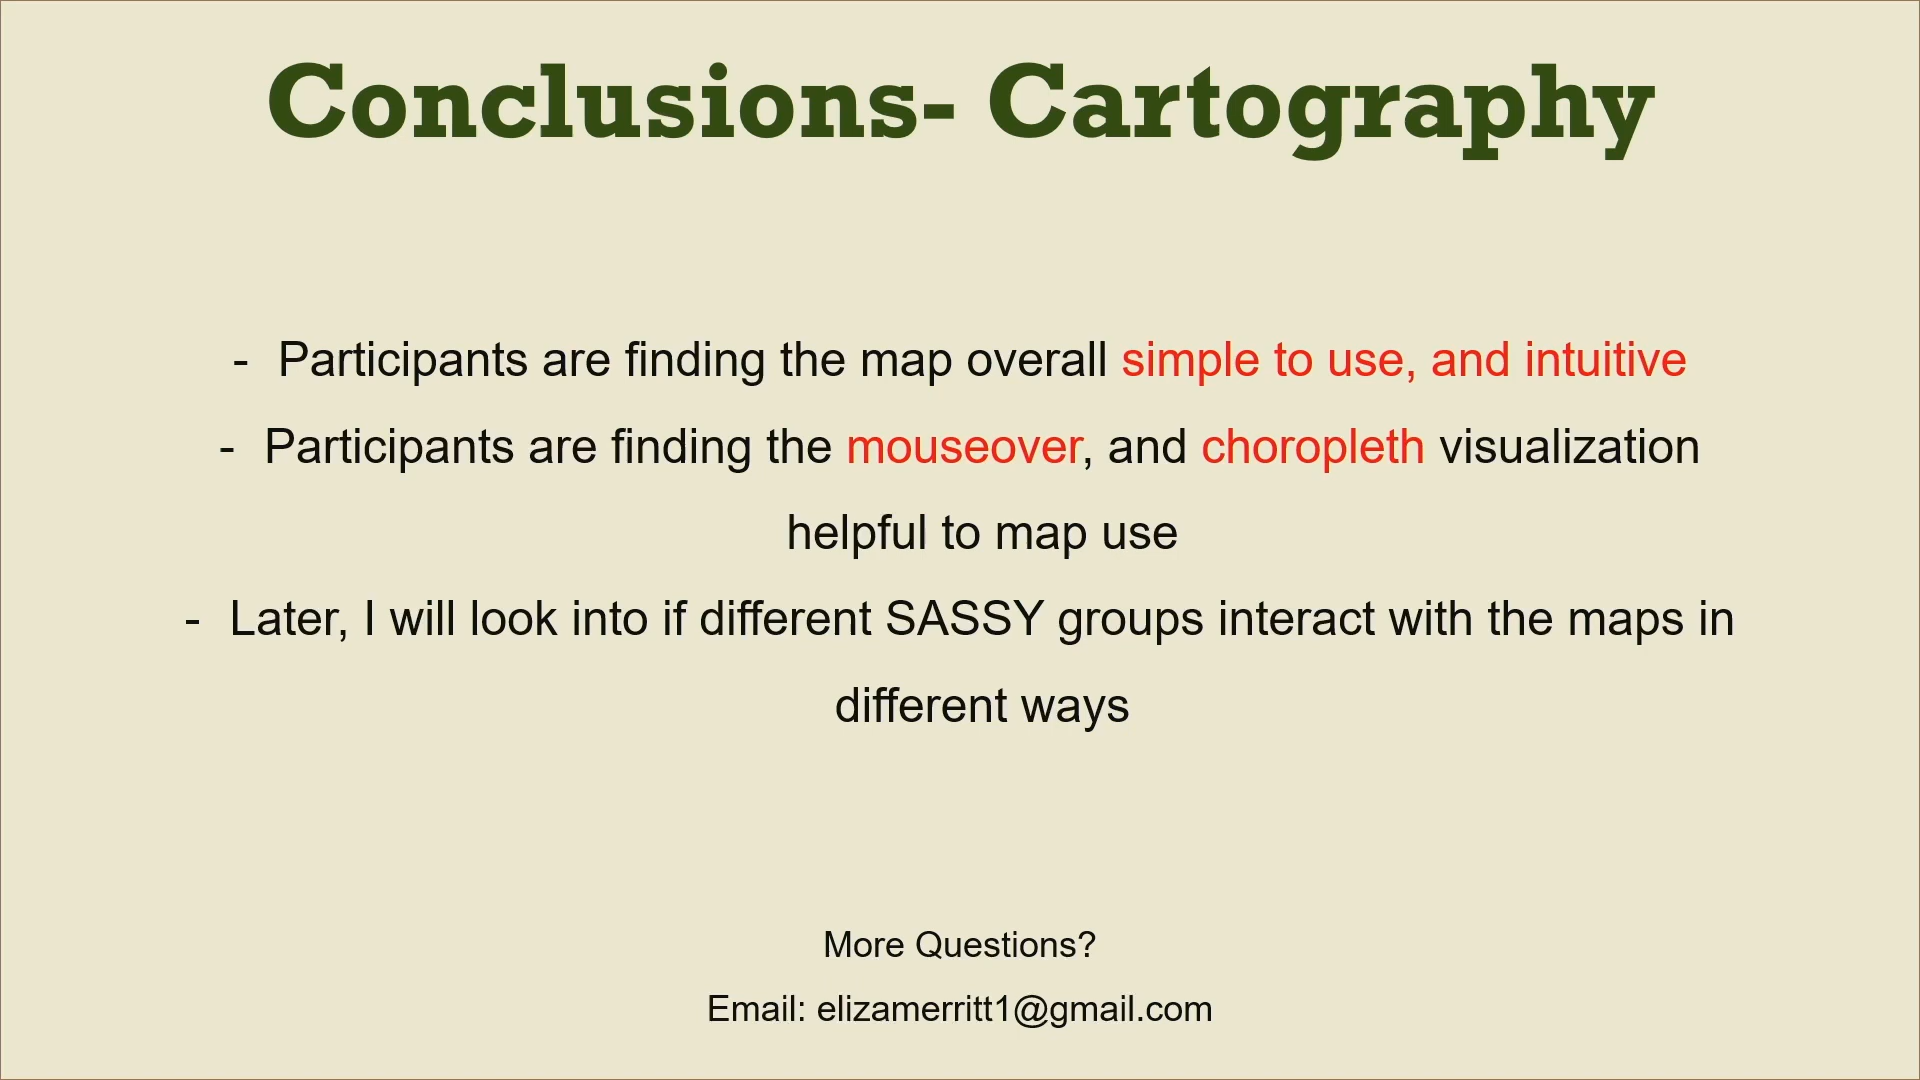 Conclusions- Cartography
- Participants are finding the map overall simple to use, and intuitive
- Participants are finding the mouseover, and choropleth visualization
helpful to map use
- Later, I will look into if different SASSY groups interact with the maps in
different ways
More Questions?
Email: elizamerritt1@gmail.com